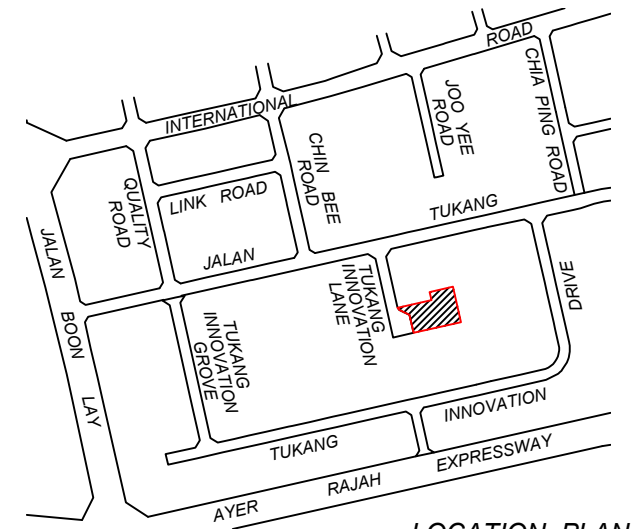 ROAD
INTERNATIONAL
CHIA PING ROAD
JOO YEE
ROAD
CHIN BEE
ROAD
QUALITY
ROAD
LINK ROAD
TUKANG
JALAN
JALAN BOON LAY
TUKANG
INNOVATION
LANE
DRIVE
TUKANG
INNOVATION
GROVE
INNOVATION
TUKANG
AYER RAJAH EXPRESSWAY
LOCATION PLAN